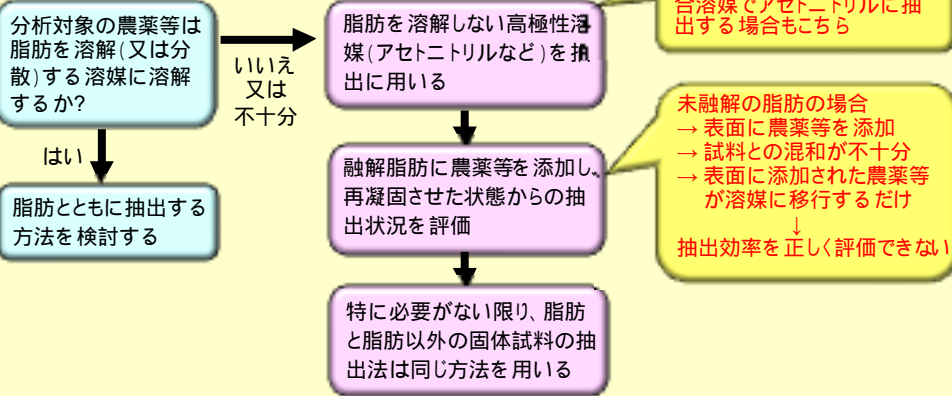 分析対象の農薬等は
脂肪を溶解(又は分
散)する溶媒に溶解
するか?
いいえ
又は
不十分
はい
脂肪とともに抽出する
方法を検討する
脂肪を溶解しない高極性溶
媒(アセトニトリルなど)を抽
出に用いる
合溶媒でアセトニトリルに抽
出する場合もこちら
融解脂肪に農薬等を添加し、
再凝固させた状態からの抽
出状況を評価
未融解の脂肪の場合
→ 表面に農薬等を添加
→ 試料との混和が不十分
→ 表面に添加された農薬等
が溶媒に移行するだけ
↓
抽出効率を正しく評価できない
特に必要がない限り、脂肪
と脂肪以外の固体試料の抽
出法は同じ方法を用いる